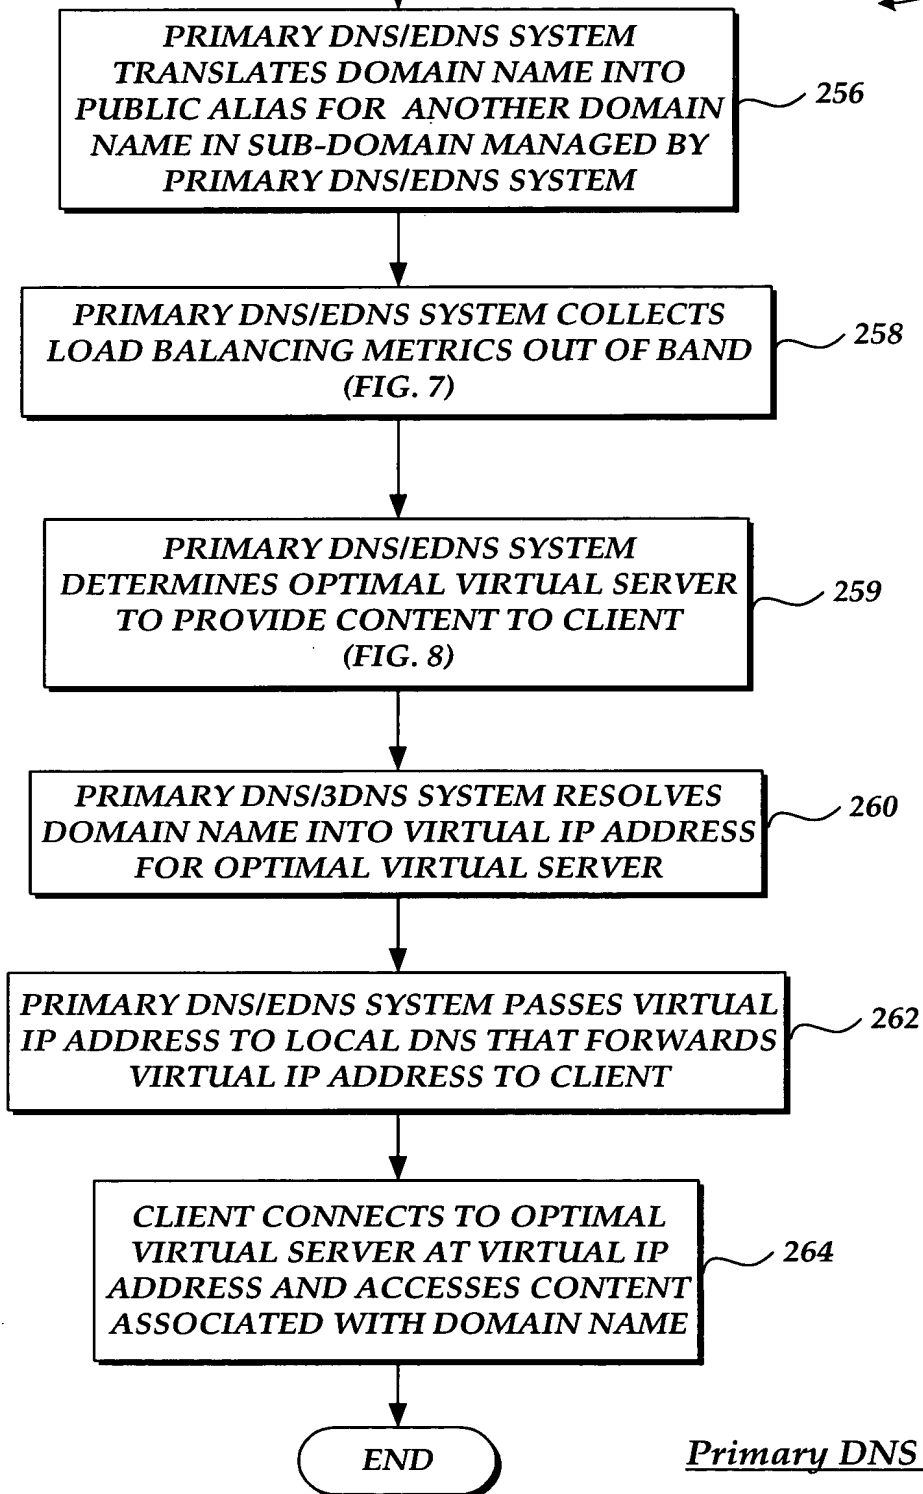 PRIMARY DNS/EDNS SYSTEM
TRANSLATES DOMAIN NAME INTO
PUBLIC ALIAS FOR ANOTHER DOMAIN
NAME IN SUB-DOMAIN MANAGED BY
PRIMARY DNS/EDNS SYSTEM
256
PRIMARY DNS/EDNS SYSTEM COLLECTS
LOAD BALANCING METRICS OUT OF BAND
(FIG. 7)
258
PRIMARY DNS/EDNS SYSTEM
DETERMINES OPTIMAL VIRTUAL SERVER
TO PROVIDE CONTENT TO CLIENT
(FIG. 8)
259
PRIMARY DNS/3DNS SYSTEM RESOLVES
DOMAIN NAME INTO VIRTUAL IP ADDRESS
FOR OPTIMAL VIRTUAL SERVER
260
PRIMARY DNS/EDNS SYSTEM PASSES VIRTUAL
IP ADDRESS TO LOCAL DNS THAT FORWARDS
VIRTUAL IP ADDRESS TO CLIENT
262
CLIENT CONNECTS TO OPTIMAL
VIRTUAL SERVER AT VIRTUAL IP
ADDRESS AND ACCESSES CONTENT
ASSOCIATED WITH DOMAIN NAME
264
END
Primary DNS